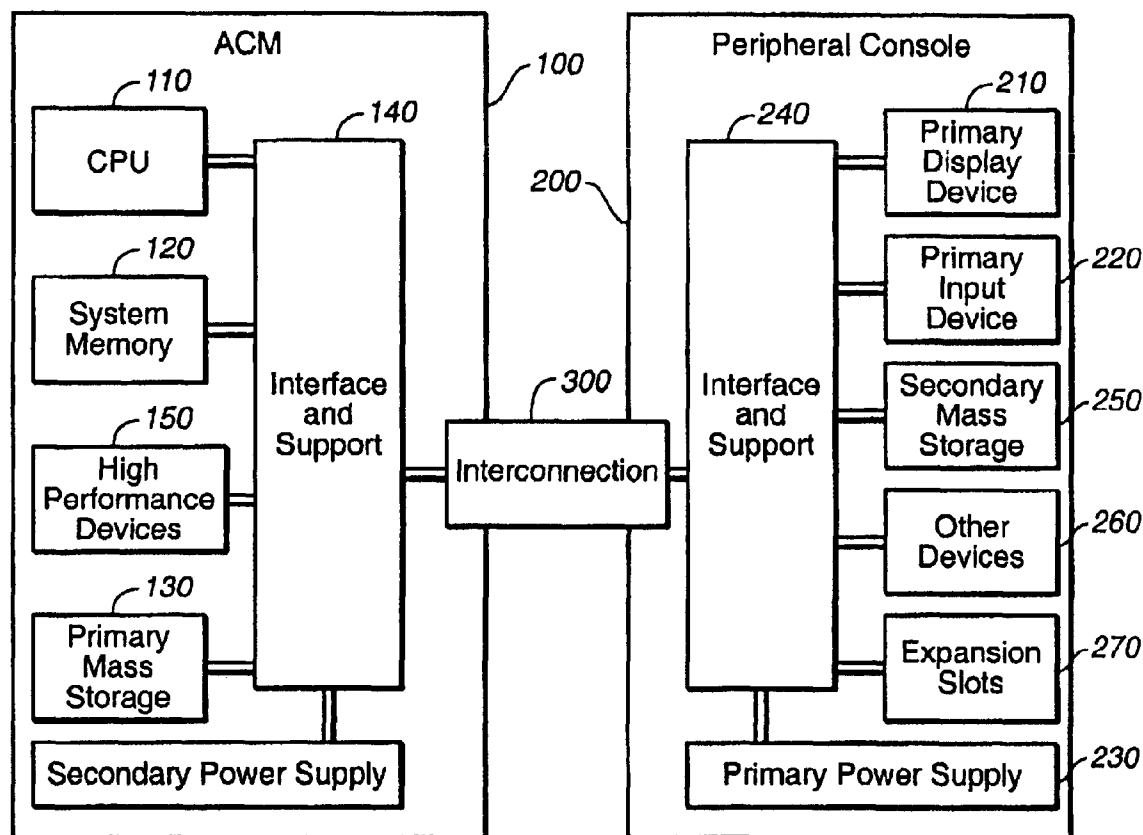 ACM
100
110
CPU
140
120
System
Memory
150
High
Performance
Devices
130
Primary
Mass
Storage
Interface
and
Support
Secondary Power Supply
300
Interconnection
Peripheral Console
200
240
Interface
and
Support
210
Primary
Display
Device
220
Primary
Input
Device
250
Secondary
Mass
Storage
260
Other
Devices
270
Expansion
Slots
230
Primary Power Supply